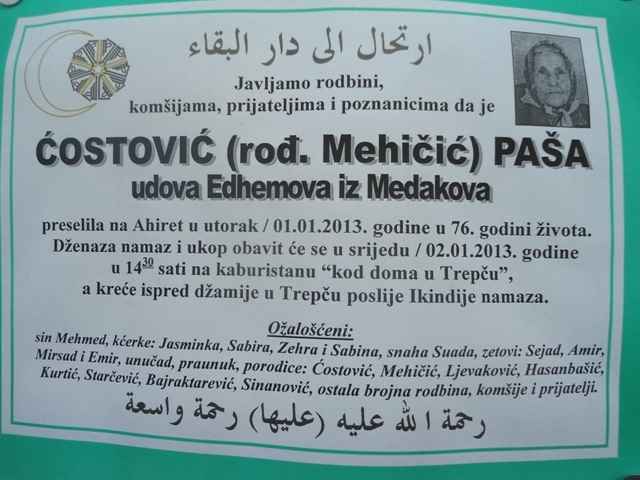 ارتحال الى دار البقاء
Javljamo rodbini,
komšijama, prijateljima i poznanicima da je
ĆOSTOVIĆ (rođ. Mehičić) PAŠA
udova Edhemova iz Medakova
preselila na Ahiret u utorak / 01.01.2013. godine u 76. godini života.
Dženaza namaz i ukop obavit će se u srijedu / 02.01.2013. godine
u 14³⁰ sati na kaburistanu “kod doma u Trepču”,
a kreće ispred džamije u Trepču poslije Ikindije namaza.
Ožalošćeni:
sin Mehmed, kćerke: Jasminka, Sabira, Zehra i Sabina, snaha Suada, zetovi: Sejad, Amir,
Mirsad i Emir, unučad, praunuk, porodice: Ćostović, Mehičić, Ljevaković, Hasanbašić,
Kurtić, Starčević, Bajraktarević, Sinanović, ostala brojna rodbina, komšije i prijatelji.
رحمة الله عليه (عليها) رحمة واسعة